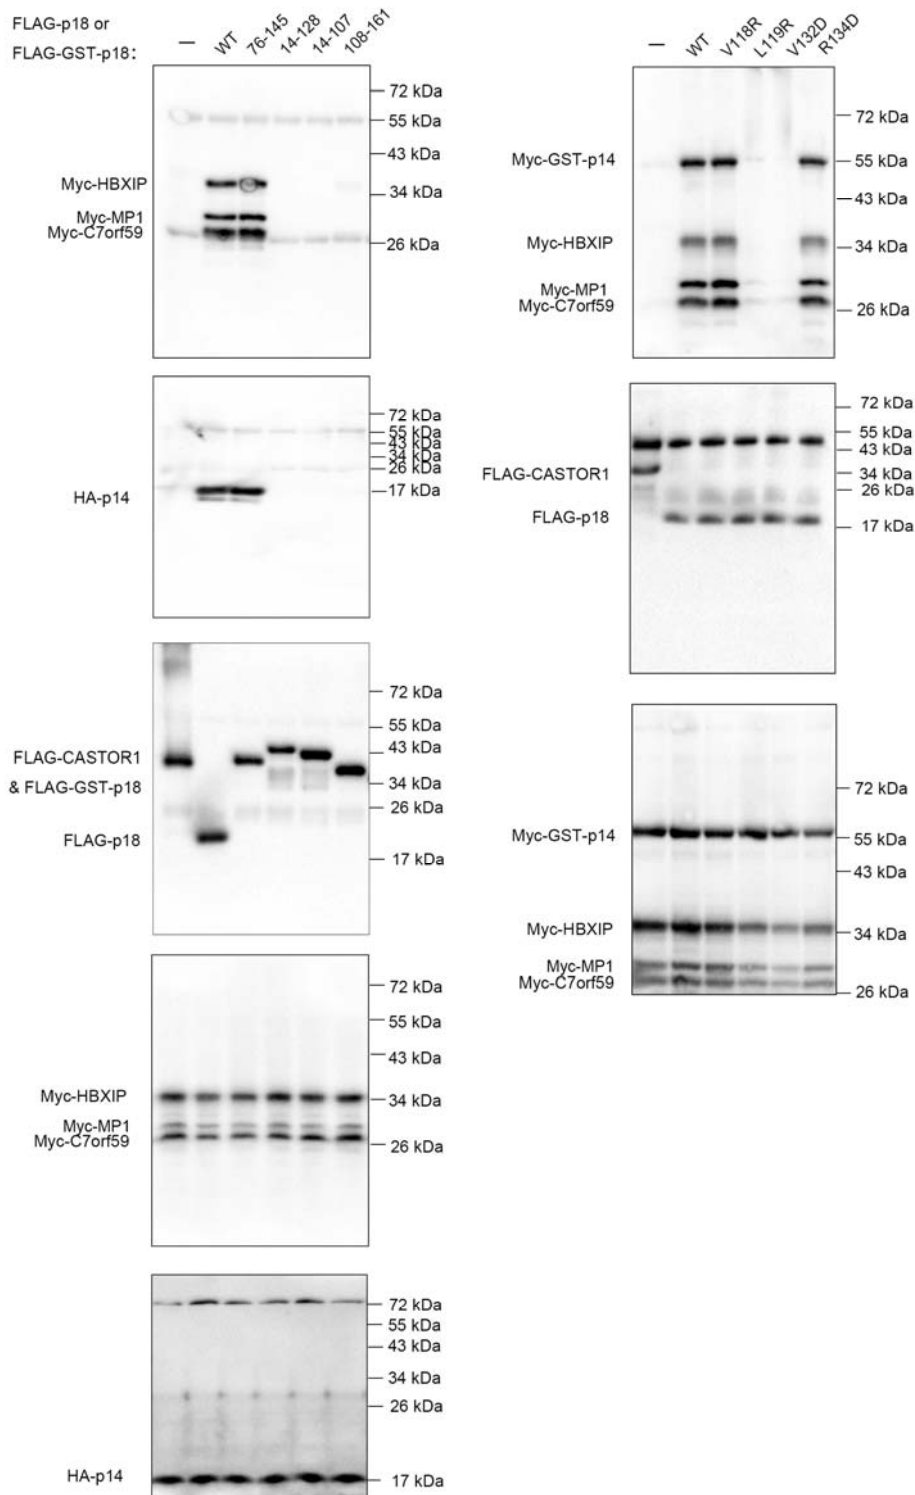 FLAG-p18 or
FLAG-GST-p18:
—
WT
76-145
14-128
14-107
108-161
72 kDa
55 kDa
43 kDa
Myc-HBXIP
34 kDa
Myc-MP1
Myc-C7orf59
26 kDa
72 kDa
55 kDa
43 kDa
34 kDa
26 kDa
HA-p14
17 kDa
72 kDa
55 kDa
43 kDa
FLAG-CASTOR1
& FLAG-GST-p18
34 kDa
26 kDa
FLAG-p18
17 kDa
72 kDa
55 kDa
43 kDa
Myc-HBXIP
34 kDa
Myc-MP1
Myc-C7orf59
26 kDa
72 kDa
55 kDa
43 kDa
34 kDa
26 kDa
HA-p14
17 kDa
—
WT
V118R
L119R
V132D
R134D
72 kDa
Myc-GST-p14
55 kDa
43 kDa
Myc-HBXIP
34 kDa
Myc-MP1
Myc-C7orf59
26 kDa
72 kDa
55 kDa
43 kDa
FLAG-CASTOR1
34 kDa
26 kDa
FLAG-p18
17 kDa
72 kDa
Myc-GST-p14
55 kDa
43 kDa
Myc-HBXIP
34 kDa
Myc-MP1
Myc-C7orf59
26 kDa